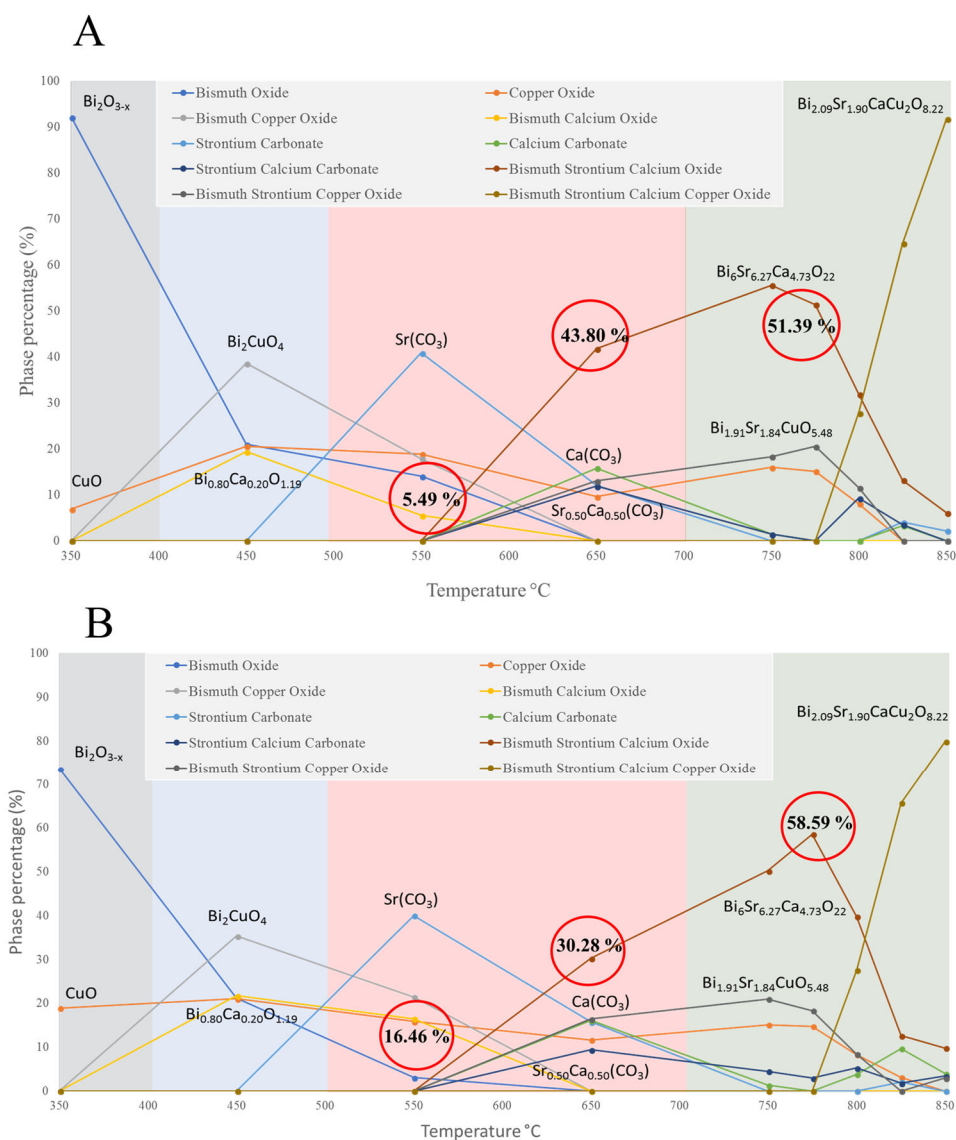 A
100
90
80
70
60
50
40
30
20
10
0
Phase percentage (%)
Bismuth Oxide
Copper Oxide
Bismuth Copper Oxide
Bismuth Calcium Oxide
Strontium Carbonate
Calcium Carbonate
Strontium Calcium Carbonate
Bismuth Strontium Calcium Oxide
Bismuth Strontium Copper Oxide
Bismuth Strontium Calcium Copper Oxide
Bi₂O₃₋ₓ
Bi₂.₀₉Sr₁.₉₀CaCu₂O₈.₂₂
Bi₆Sr₆.₂₇Ca₄.₇₃O₂₂
43.80 %
51.39 %
Sr(CO₃)
Bi₂CuO₄
Bi₁.₉₁Sr₁.₈₄CuO₅.₄₈
Ca(CO₃)
Bi₀.₈₀Ca₀.₂₀O₁.₁₉
CuO
5.49 %
Sr₀.₅₀Ca₀.₅₀(CO₃)
350 400 450 500 550 600 650 700 750 800 850
Temperature °C
B
100
90
80
70
60
50
40
30
20
10
0
Phase percentage (%)
Bismuth Oxide
Copper Oxide
Bismuth Copper Oxide
Bismuth Calcium Oxide
Strontium Carbonate
Calcium Carbonate
Strontium Calcium Carbonate
Bismuth Strontium Calcium Oxide
Bismuth Strontium Copper Oxide
Bismuth Strontium Calcium Copper Oxide
Bi₂.₀₉Sr₁.₉₀CaCu₂O₈.₂₂
Bi₂O₃₋ₓ
58.59 %
Sr(CO₃)
Bi₂CuO₄
Bi₆Sr₆.₂₇Ca₄.₇₃O₂₂
30.28 %
Bi₁.₉₁Sr₁.₈₄CuO₅.₄₈
CuO
Ca(CO₃)
Bi₀.₈₀Ca₀.₂₀O₁.₁₉
16.46 %
Sr₀.₅₀Ca₀.₅₀(CO₃)
350 400 450 500 550 600 650 700 750 800 850
Temperature °C